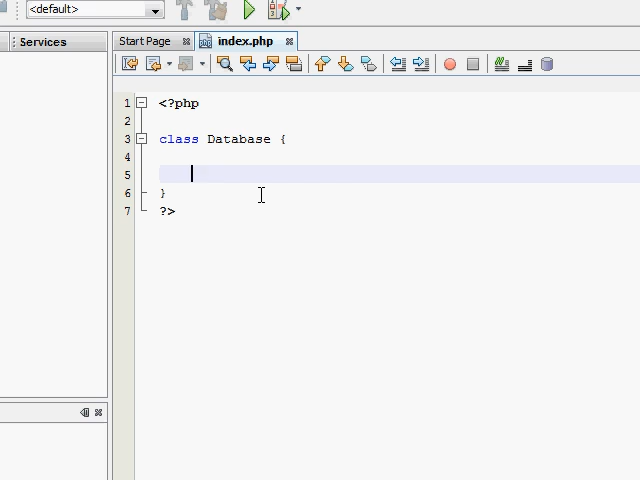 <default>
Services
Start Page
index.php
1 <?php
2
3 class Database {
4
5
6 }
7 ?>